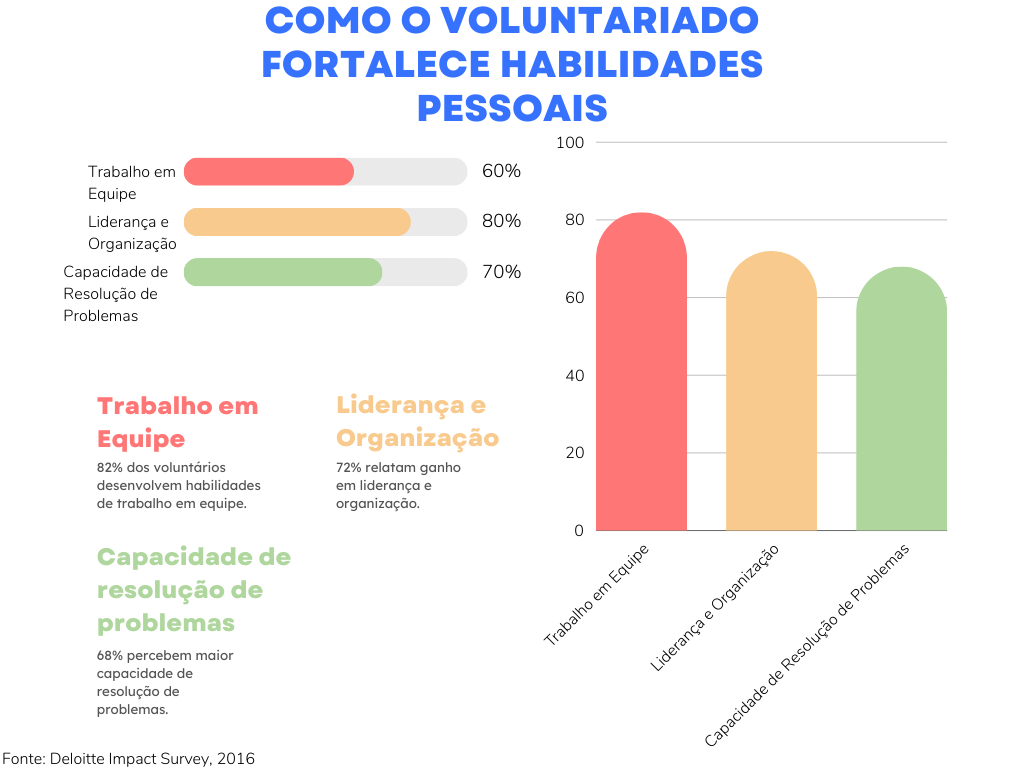 COMO O VOLUNTARIADO
FORTALECE HABILIDADES
PESSOAIS
Trabalho em
Equipe
60%
Liderança e
Organização
80%
Capacidade de
Resolução de
Problemas
70%
100
80
60
40
20
0
Trabalho em Equipe
Liderança e Organização
Capacidade de Resolução de Problemas
Trabalho em
Equipe
82% dos voluntários
desenvolvem habilidades
de trabalho em equipe.
Liderança e
Organização
72% relatam ganho
em liderança e
organização.
Capacidade de
resolução de
problemas
68% percebem maior
capacidade de
resolução de
problemas.
Fonte: Deloitte Impact Survey, 2016